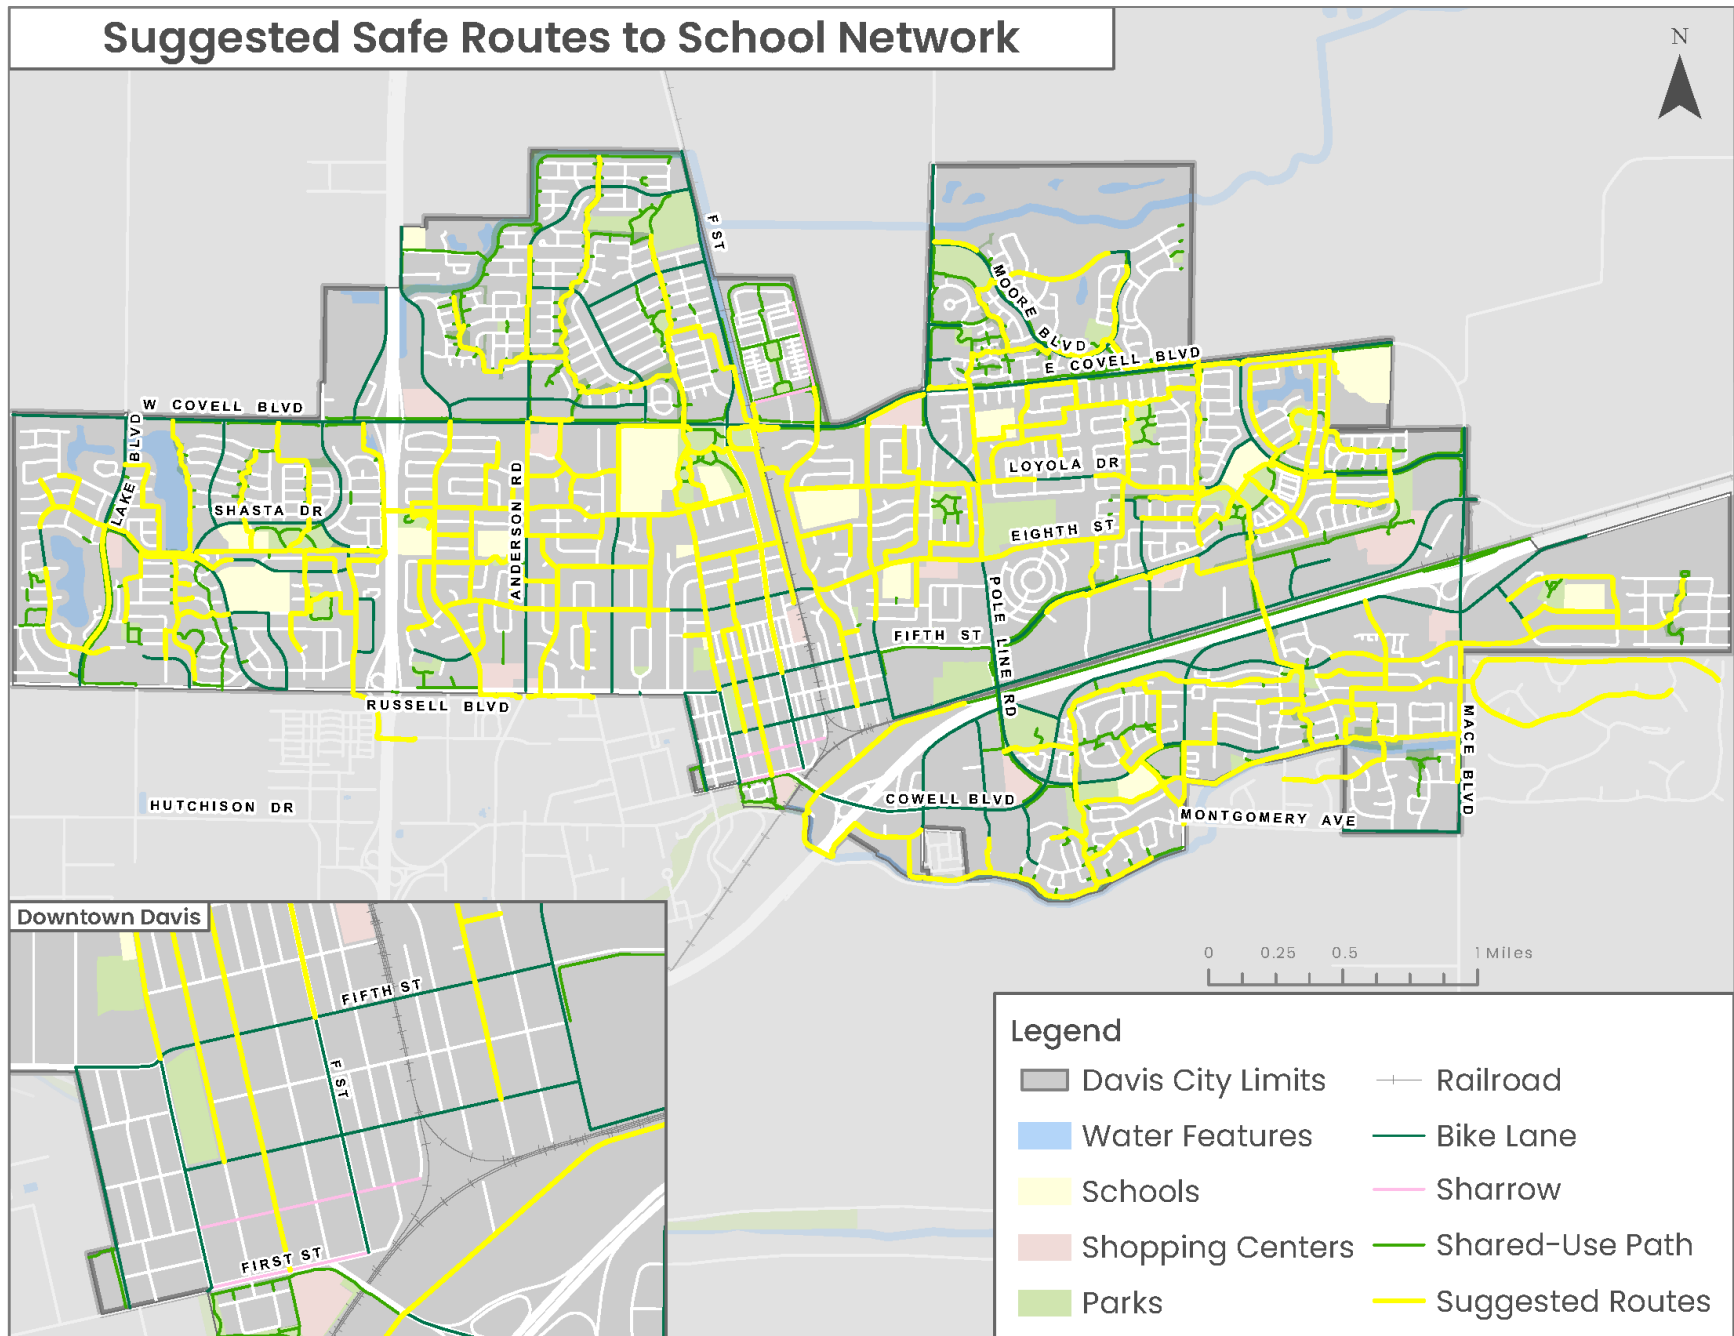 Suggested Safe Routes to School Network
N
F ST
MOORE BLVD
E COVELL BLVD
W COVELL BLVD
LAKE BLVD
SHASTA DR
ANDERSON RD
LOYOLA DR
EIGHTH ST
POLE LINE RD
FIFTH ST
RUSSELL BLVD
MACE BLVD
HUTCHISON DR
COWELL BLVD
MONTGOMERY AVE
Downtown Davis
FIFTH ST
F ST
FIRST ST
0 0.25 0.5 1 Miles
Legend
Davis City Limits
Water Features
Schools
Shopping Centers
Parks
Railroad
Bike Lane
Sharrow
Shared-Use Path
Suggested Routes